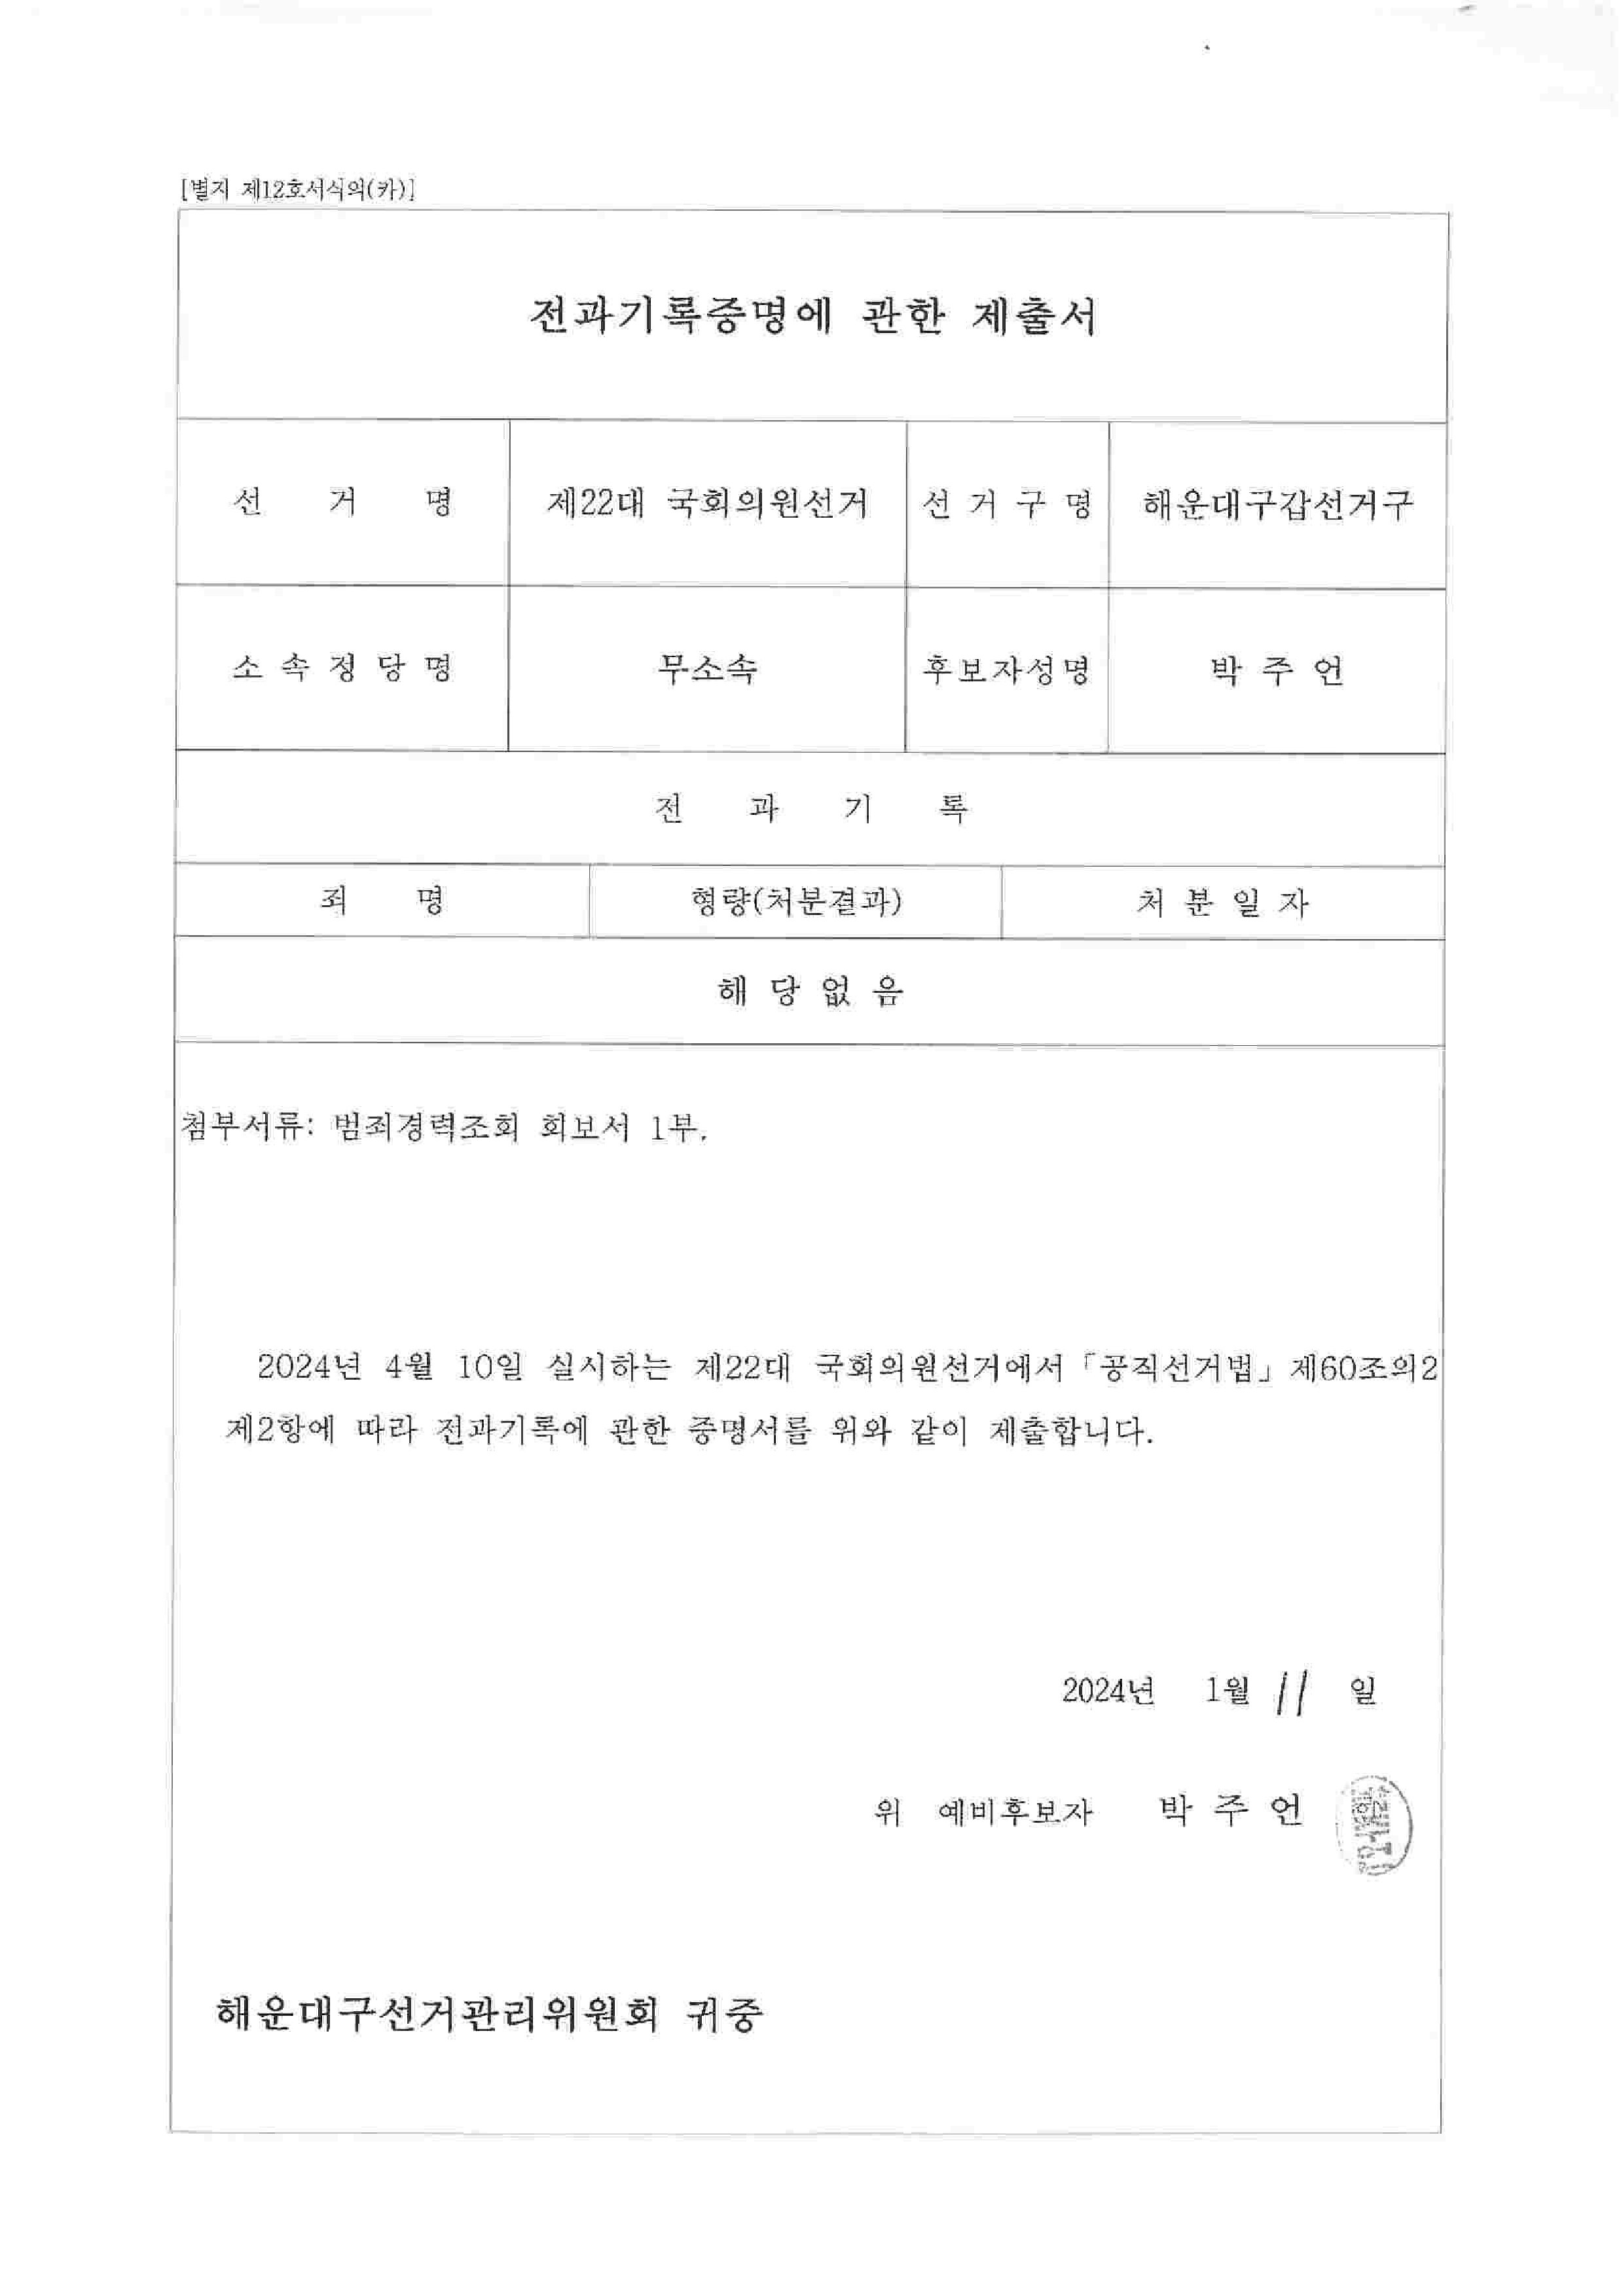 [별지 제12호서식의(카)]
전과기록증명에 관한 제출서
선 거 명 제22대 국회의원선거 선 거 구 명 해운대구갑선거구
소 속 정 당 명 무소속 후보자성명 박 주 언
전 과 기 록
죄 명 형량(처분결과) 처 분 일 자
해 당 없 음
첨부서류: 범죄경력조회 회보서 1부.
2024년 4월 10일 실시하는 제22대 국회의원선거에서「공직선거법」제60조의2
제2항에 따라 전과기록에 관한 증명서를 위와 같이 제출합니다.
2024년 1월 11 일
위 예비후보자 박 주 언
해운대구선거관리위원회 귀중